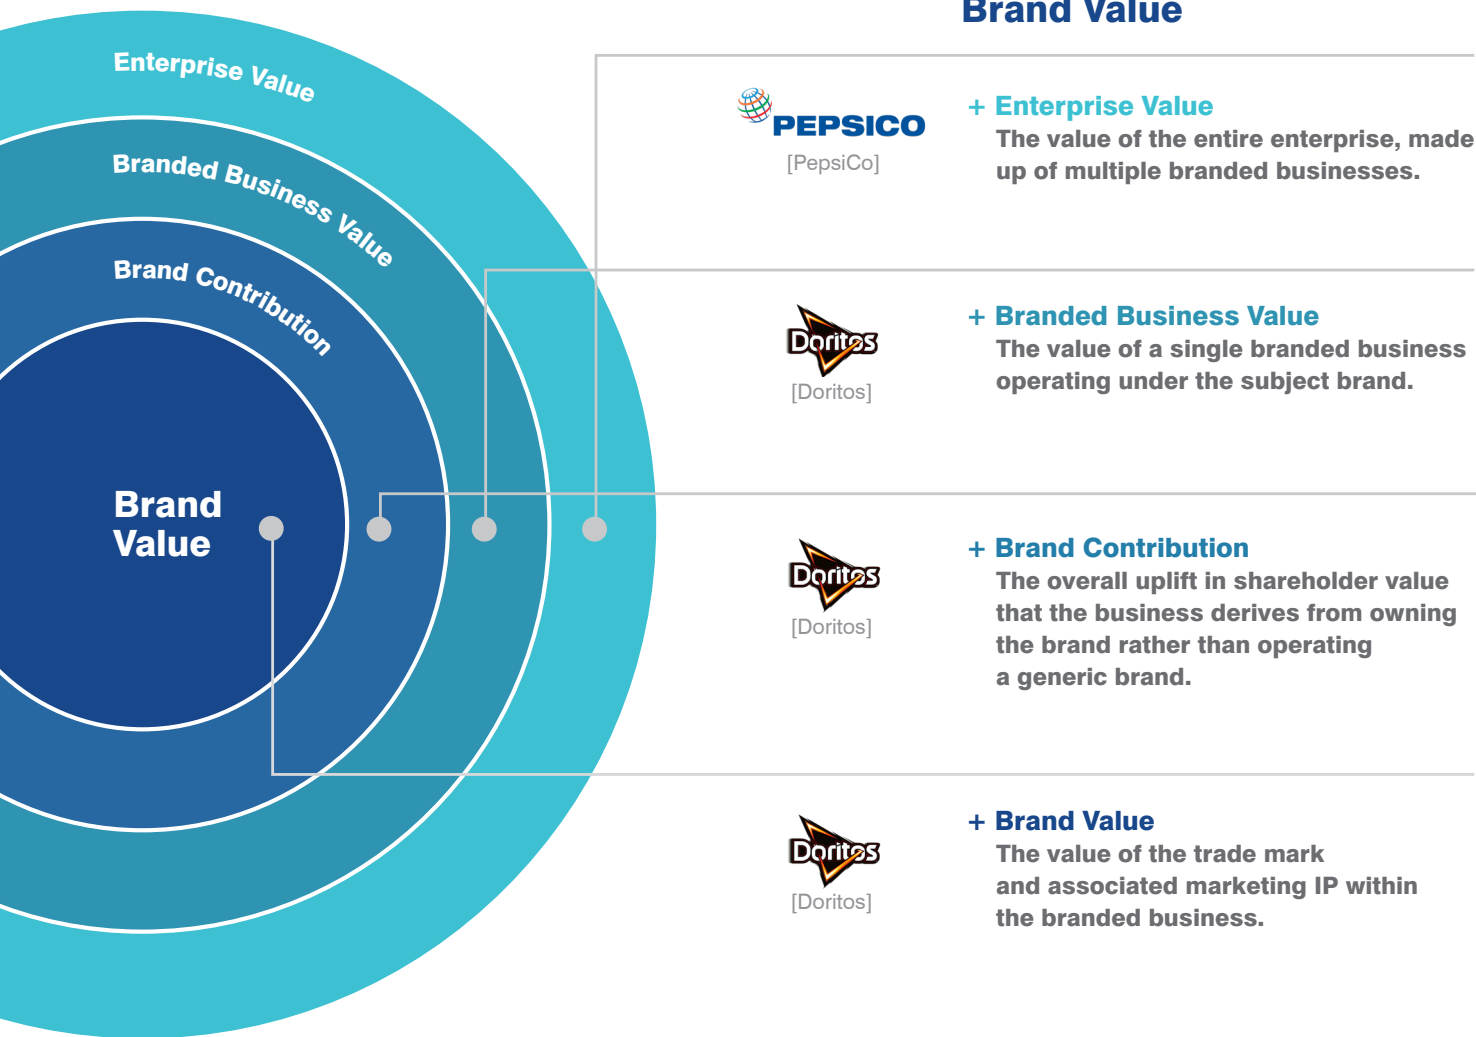 Brand Value
Enterprise Value
Branded Business Value
Brand Contribution
Brand
Value
PEPSICO
[PepsiCo]
+ Enterprise Value
The value of the entire enterprise, made
up of multiple branded businesses.
Doritos
[Doritos]
+ Branded Business Value
The value of a single branded business
operating under the subject brand.
Doritos
[Doritos]
+ Brand Contribution
The overall uplift in shareholder value
that the business derives from owning
the brand rather than operating
a generic brand.
Doritos
[Doritos]
+ Brand Value
The value of the trade mark
and associated marketing IP within
the branded business.